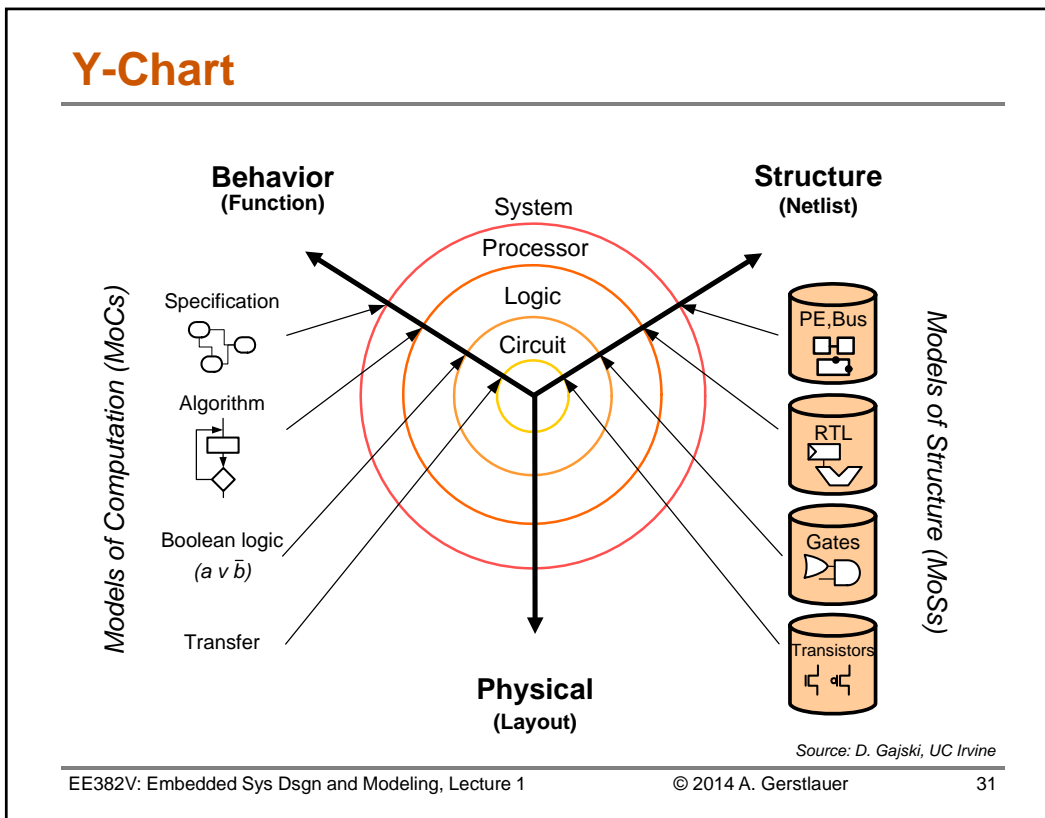 Y-Chart
Behavior
(Function)
Structure
(Netlist)
System
Processor
Logic
Circuit
Models of Computation (MoCs)
Specification
Algorithm
Boolean logic
(a v b̄)
Transfer
PE,Bus
RTL
Gates
Transistors
Models of Structure (MoSs)
Physical
(Layout)
Source: D. Gajski, UC Irvine
EE382V: Embedded Sys Dsgn and Modeling, Lecture 1
© 2014 A. Gerstlauer
31